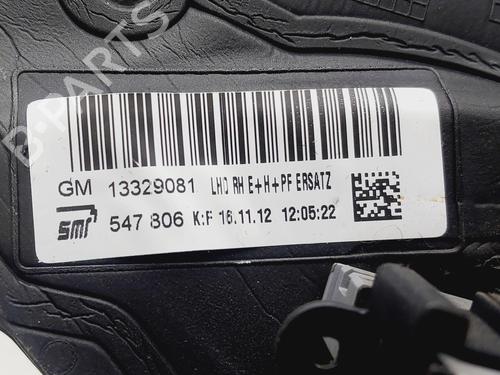 B-PARTS
GM 13329081 LHD RH E+H+PF ERSATZ
smr 547 806 K:F 16.11.12 12:05:22